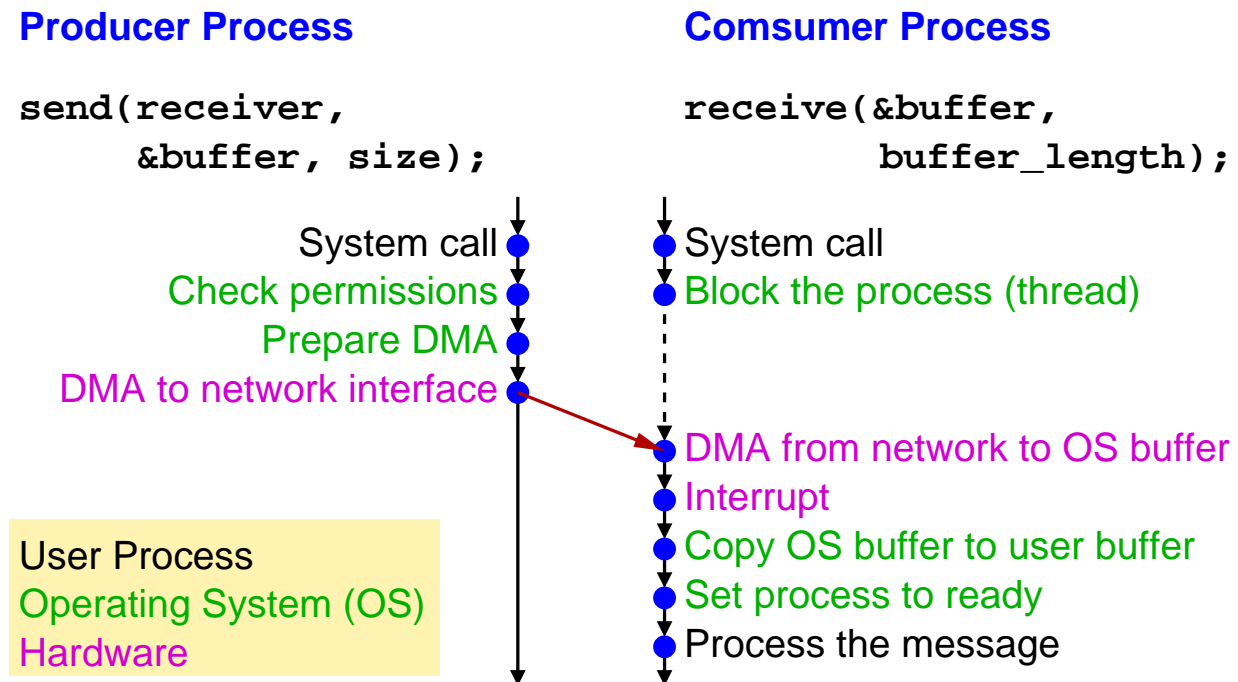 Producer Process
send(receiver,
&buffer, size);
System call
Check permissions
Prepare DMA
DMA to network interface
User Process
Operating System (OS)
Hardware
Comsumer Process
receive(&buffer,
buffer_length);
System call
Block the process (thread)
DMA from network to OS buffer
Interrupt
Copy OS buffer to user buffer
Set process to ready
Process the message